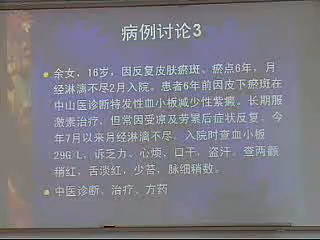 病例讨论3
余女，16岁，因反复皮肤瘀斑、瘀点6年，月
经淋漓不尽2月入院。患者6年前因皮下瘀斑在
中山医诊断特发性血小板减少性紫癜。长期服
激素治疗，但常因受凉及劳累后症状反复。今
年7月以来月经淋漓不尽。入院时查血小板
29G/L、诉乏力、心烦、口干，盗汗。查两颧
稍红，舌淡红，少苔，脉细稍数。
中医诊断、治疗、方药